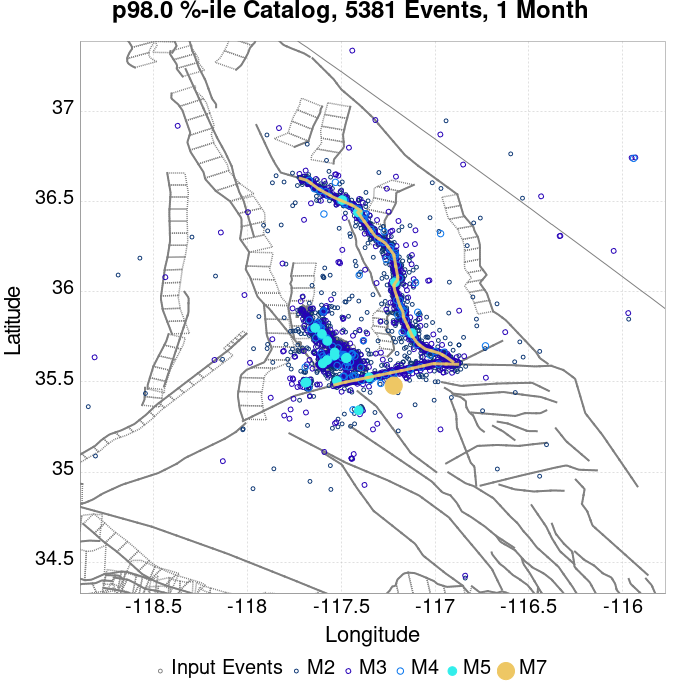 p98.0 %-ile Catalog, 5381 Events, 1 Month
37
36.5
36
35.5
35
34.5
Latitude
-118.5 -118 -117.5 -117 -116.5 -116
Longitude
Input Events M2 M3 M4 M5 M7